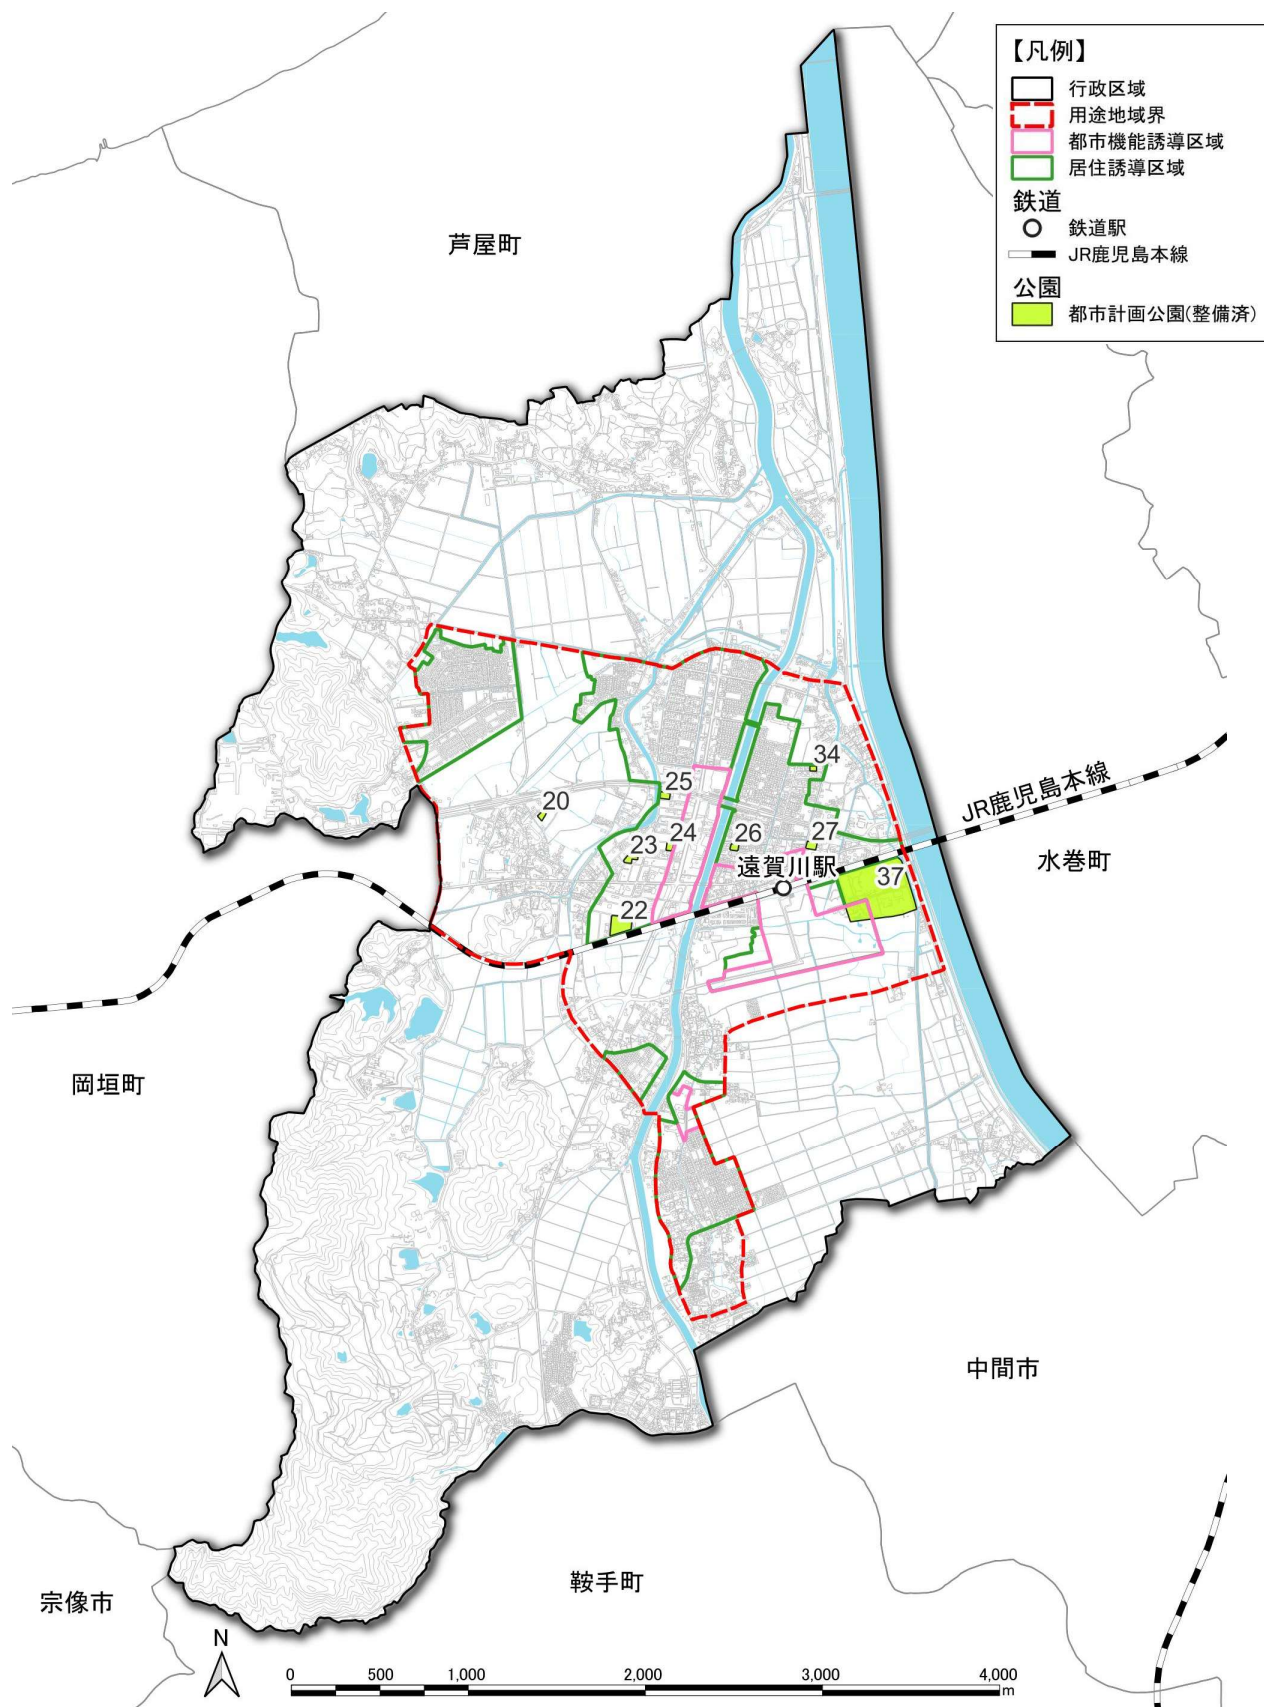 【凡例】
行政区域
用途地域界
都市機能誘導区域
居住誘導区域
鉄道
鉄道駅
JR鹿児島本線
公園
都市計画公園(整備済)
芦屋町
34
25
20
JR鹿児島本線
24
26
27
23
水巻町
遠賀川駅
37
22
岡垣町
中間市
鞍手町
宗像市
N
0 500 1,000 2,000 3,000 4,000
m